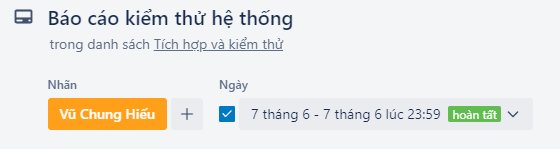 Báo cáo kiểm thử hệ thống
trong danh sách Tích hợp và kiểm thử
Nhãn
Ngày
Vũ Chung Hiếu
7 tháng 6 - 7 tháng 6 lúc 23:59 hoàn tất